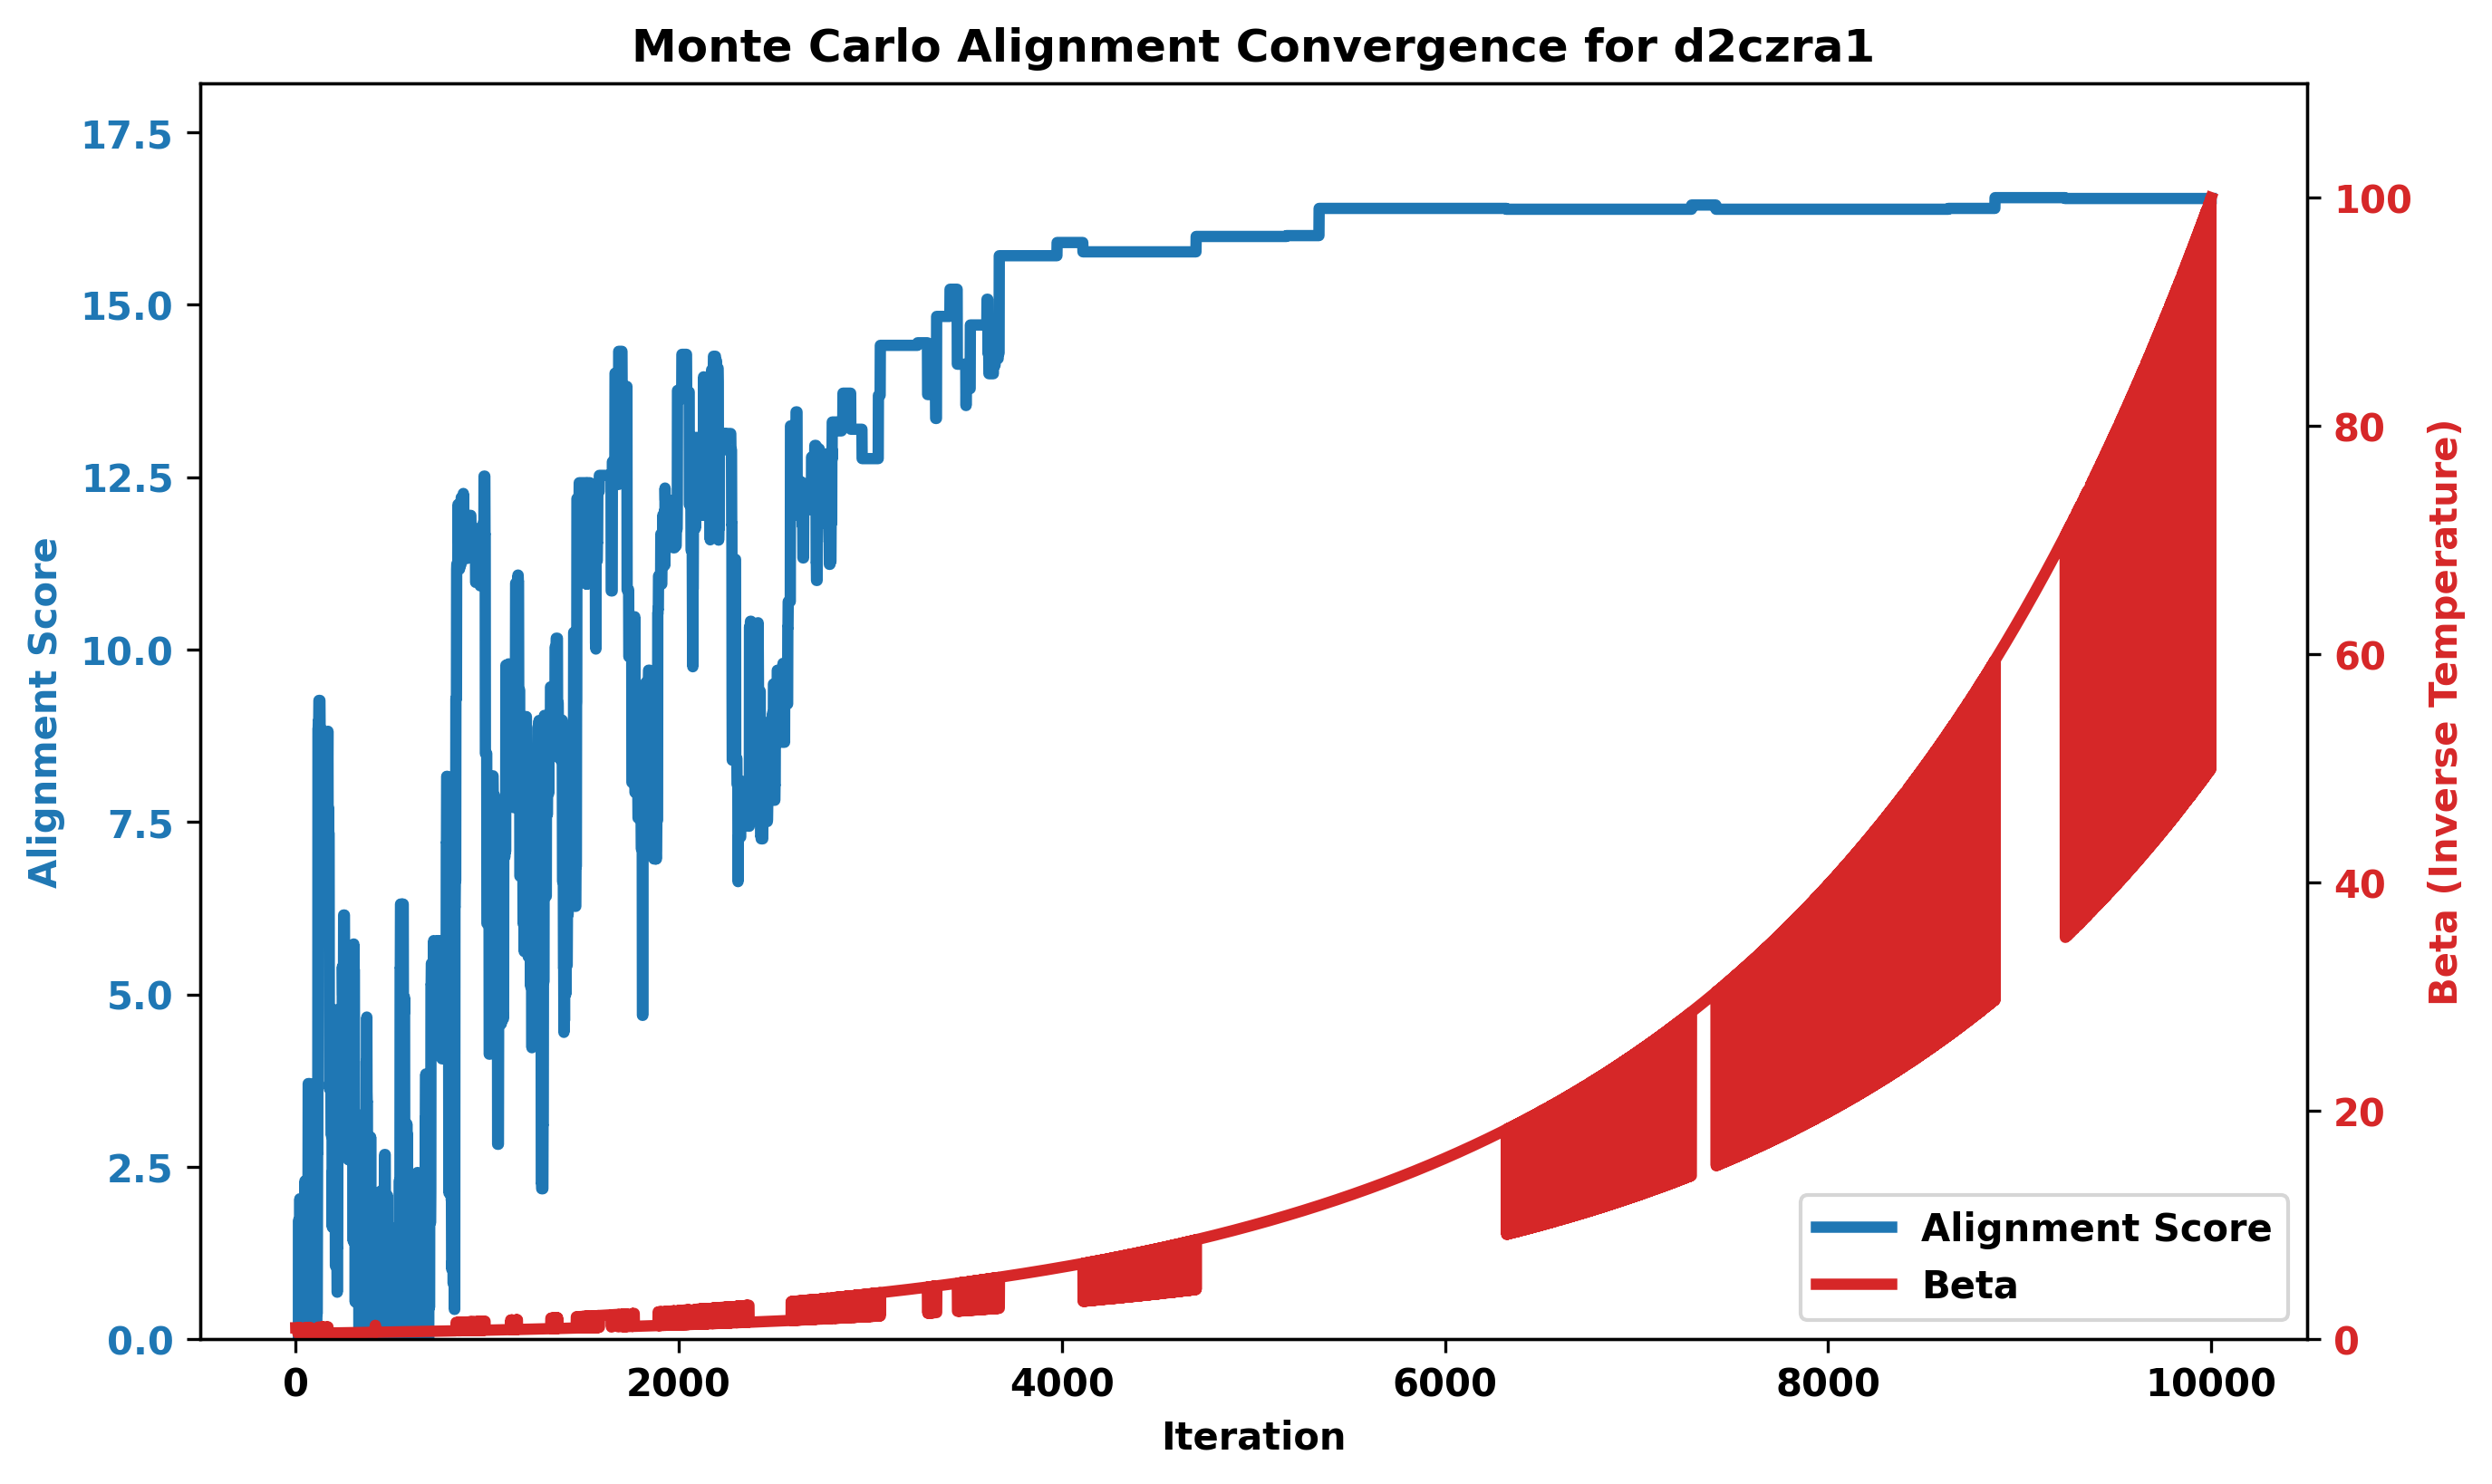 Monte Carlo Alignment Convergence for d2czra1
17.5
15.0
12.5
10.0
7.5
5.0
2.5
0.0
Alignment Score
100
80
60
40
20
0
Beta (Inverse Temperature)
Alignment Score
Beta
0 2000 4000 6000 8000 10000
Iteration